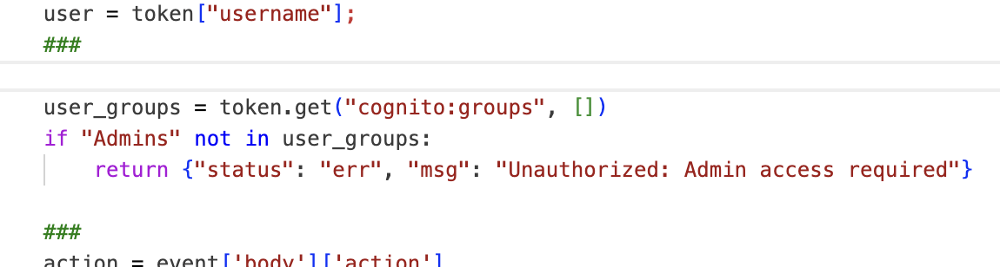 user = token["username"];
###
user_groups = token.get("cognito:groups", [])
if "Admins" not in user_groups:
    return {"status": "err", "msg": "Unauthorized: Admin access required"}
###
action = event['body']['action']